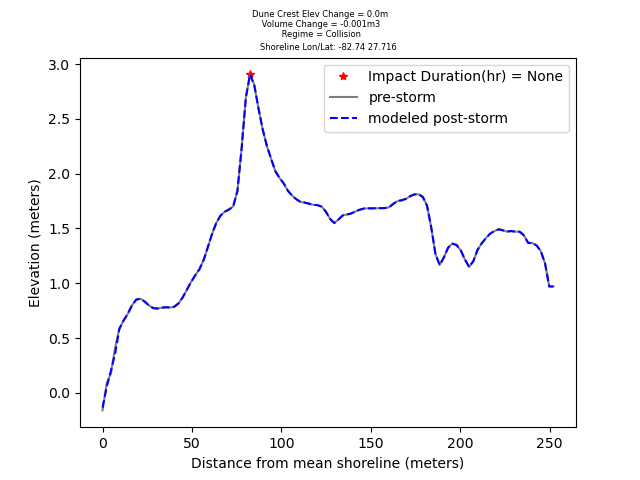 Dune Crest Elev Change = 0.0m
Volume Change = -0.001m3
Regime = Collision
Shoreline Lon/Lat: -82.74 27.716
Impact Duration(hr) = None
pre-storm
modeled post-storm
Elevation (meters)
3.0
2.5
2.0
1.5
1.0
0.5
0.0
0
50
100
150
200
250
Distance from mean shoreline (meters)